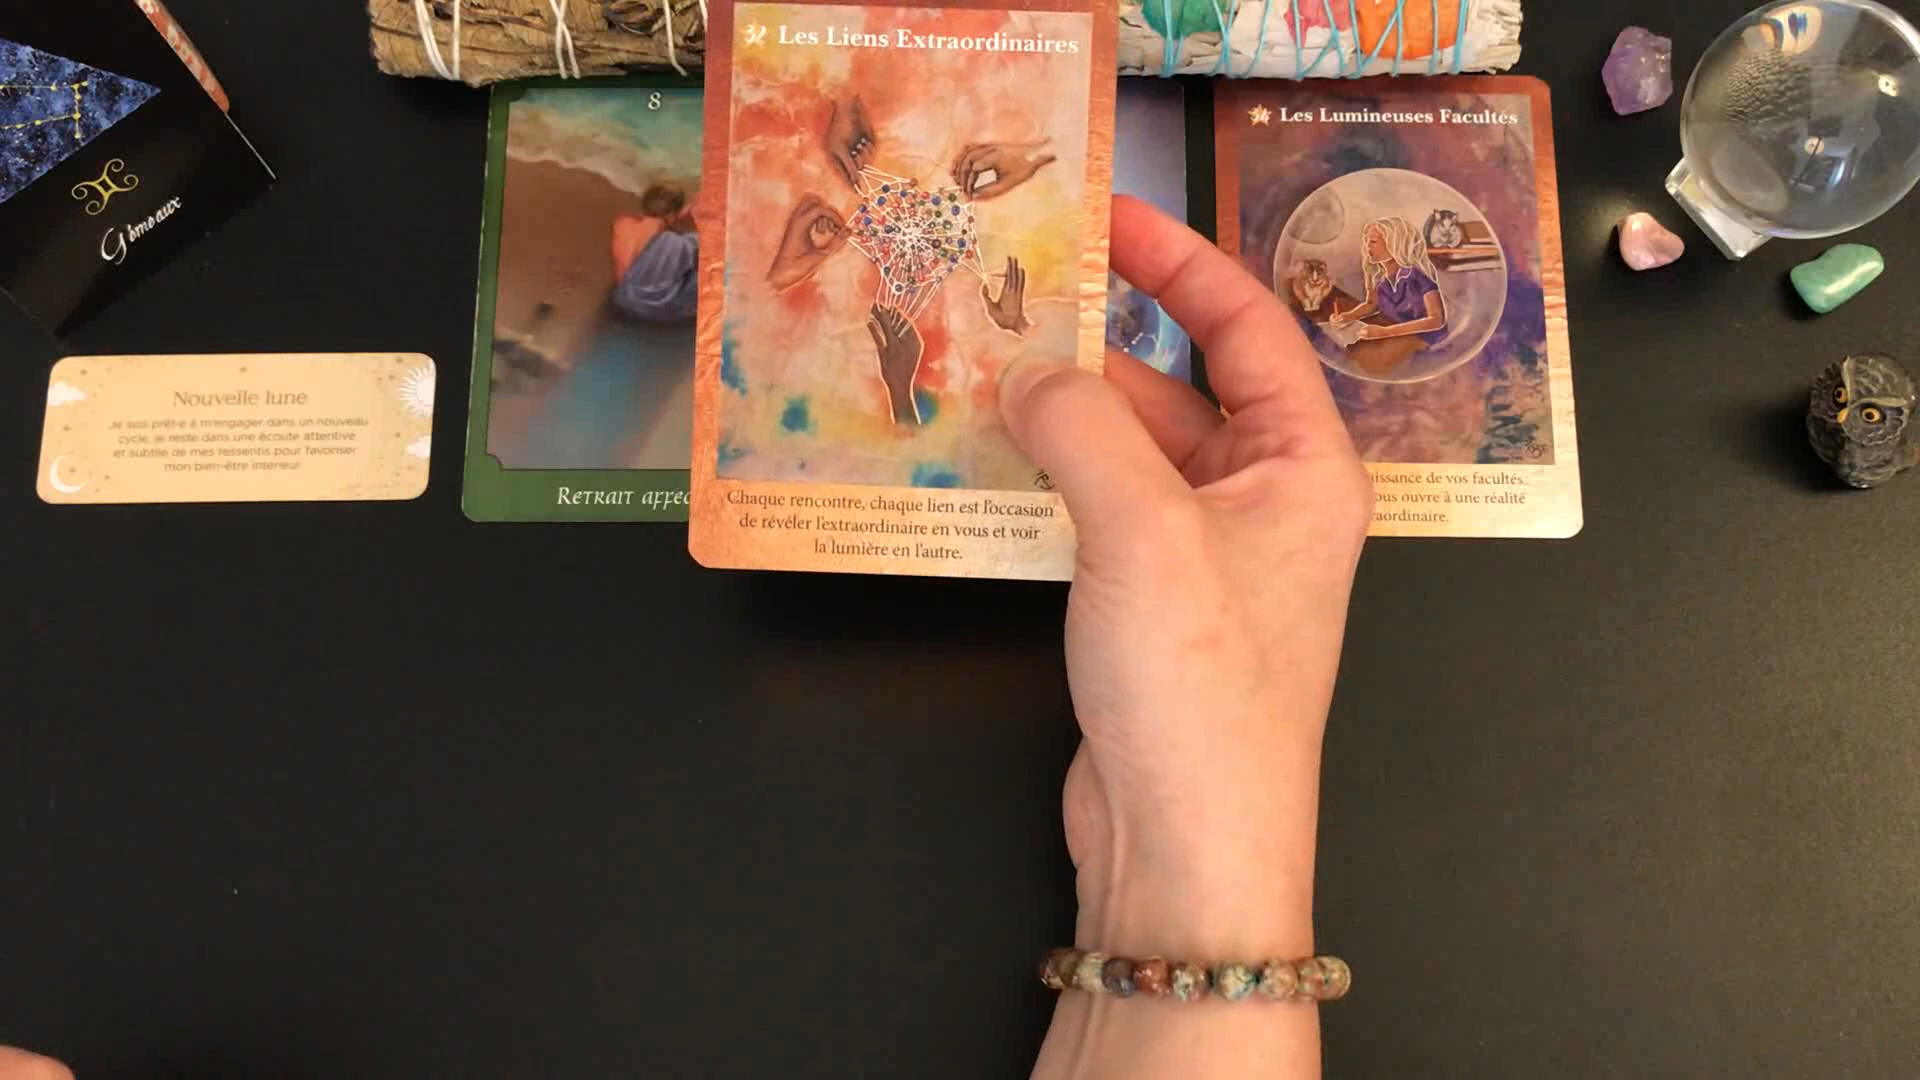 Gémeaux
Nouvelle lune
Je suis prêt·e à m'engager dans un nouveau
cycle, je reste dans une écoute attentive
et subtile de mes ressentis pour favoriser
mon bien-être intérieur
8
Retrait affec
32 Les Liens Extraordinaires
Chaque rencontre, chaque lien est l'occasion
de révéler l'extraordinaire en vous et voir
la lumière en l'autre.
34 Les Lumineuses Facultés
issance de vos facultés
ous ouvre à une réalité
aordinaire.